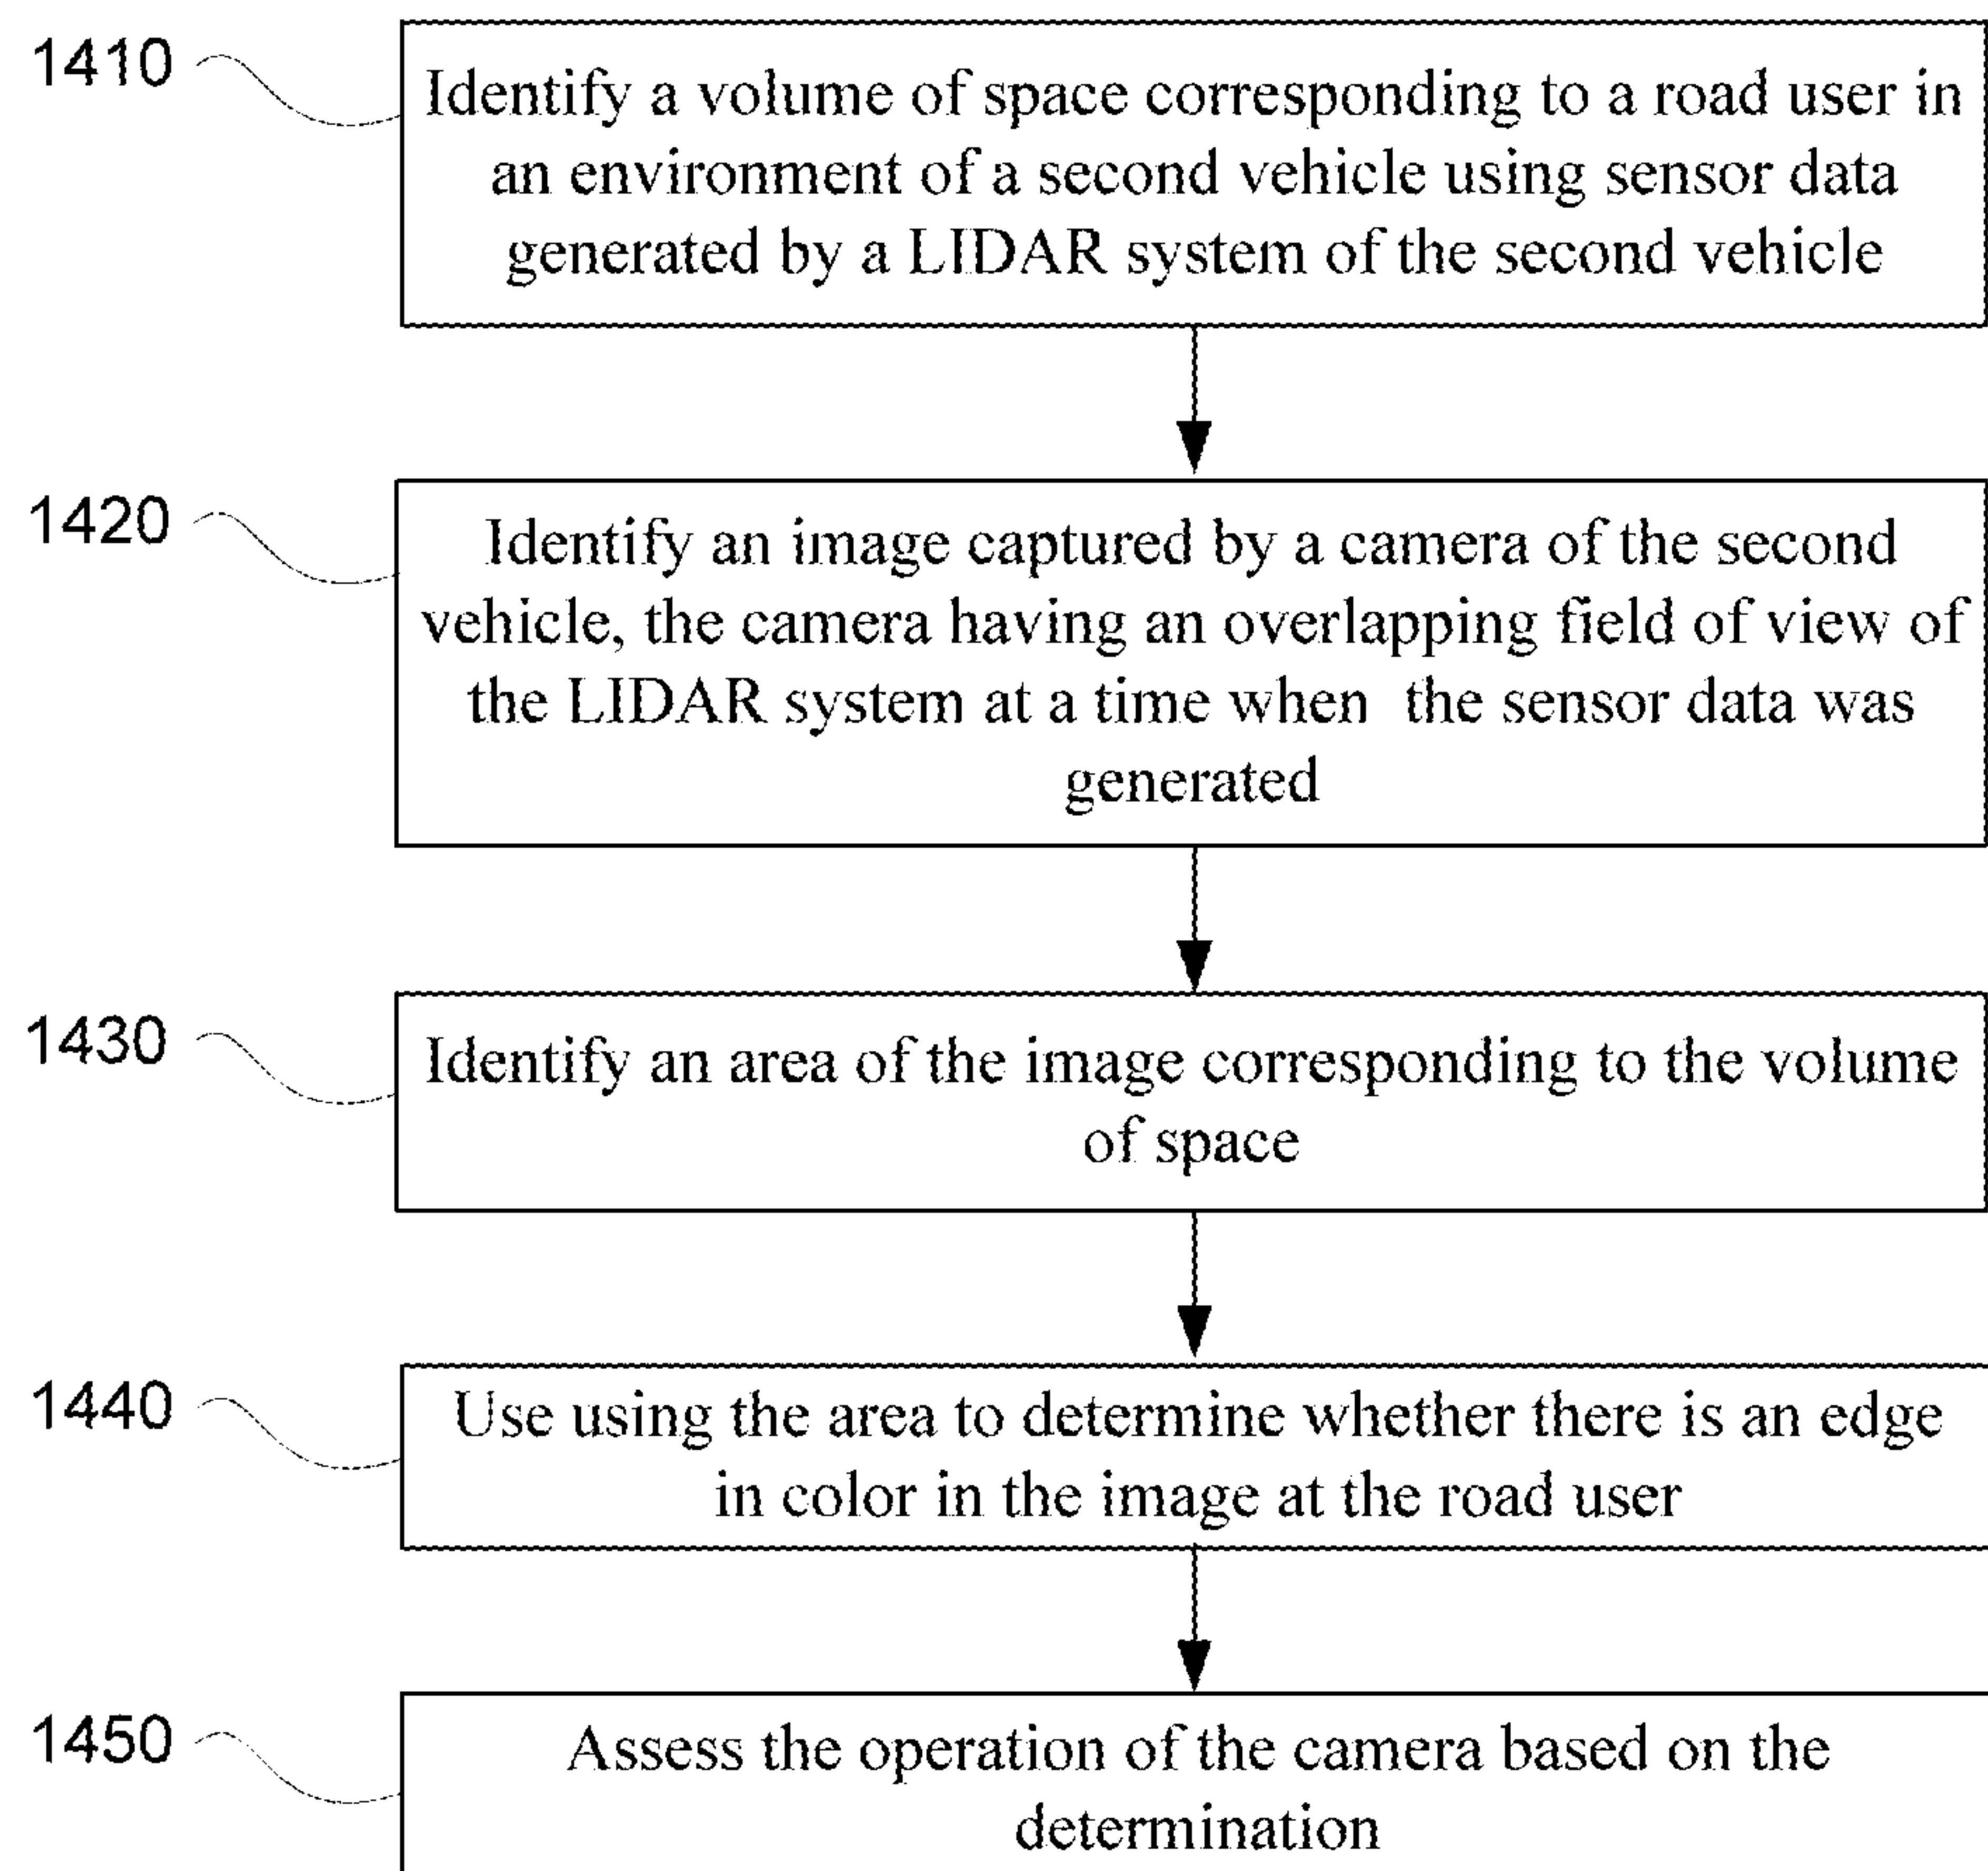 1410
Identify a volume of space corresponding to a road user in
an environment of a second vehicle using sensor data
generated by a LIDAR system of the second vehicle
1420
Identify an image captured by a camera of the second
vehicle, the camera having an overlapping field of view of
the LIDAR system at a time when the sensor data was
generated
1430
Identify an area of the image corresponding to the volume
of space
1440
Use using the area to determine whether there is an edge
in color in the image at the road user
1450
Assess the operation of the camera based on the
determination